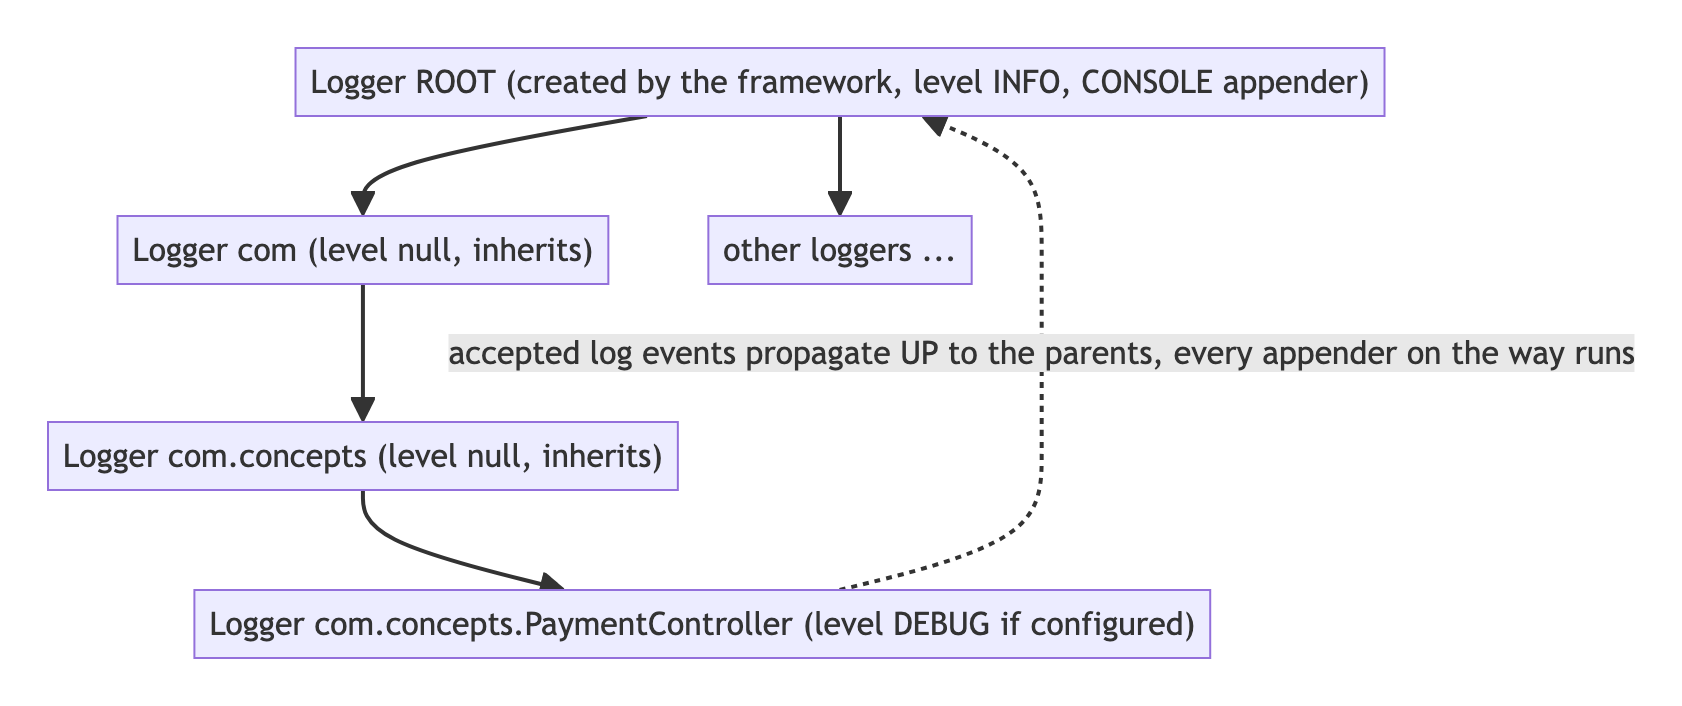 Logger ROOT (created by the framework, level INFO, CONSOLE appender)
Logger com (level null, inherits)
other loggers ...
accepted log events propagate UP to the parents, every appender on the way runs
Logger com.concepts (level null, inherits)
Logger com.concepts.PaymentController (level DEBUG if configured)